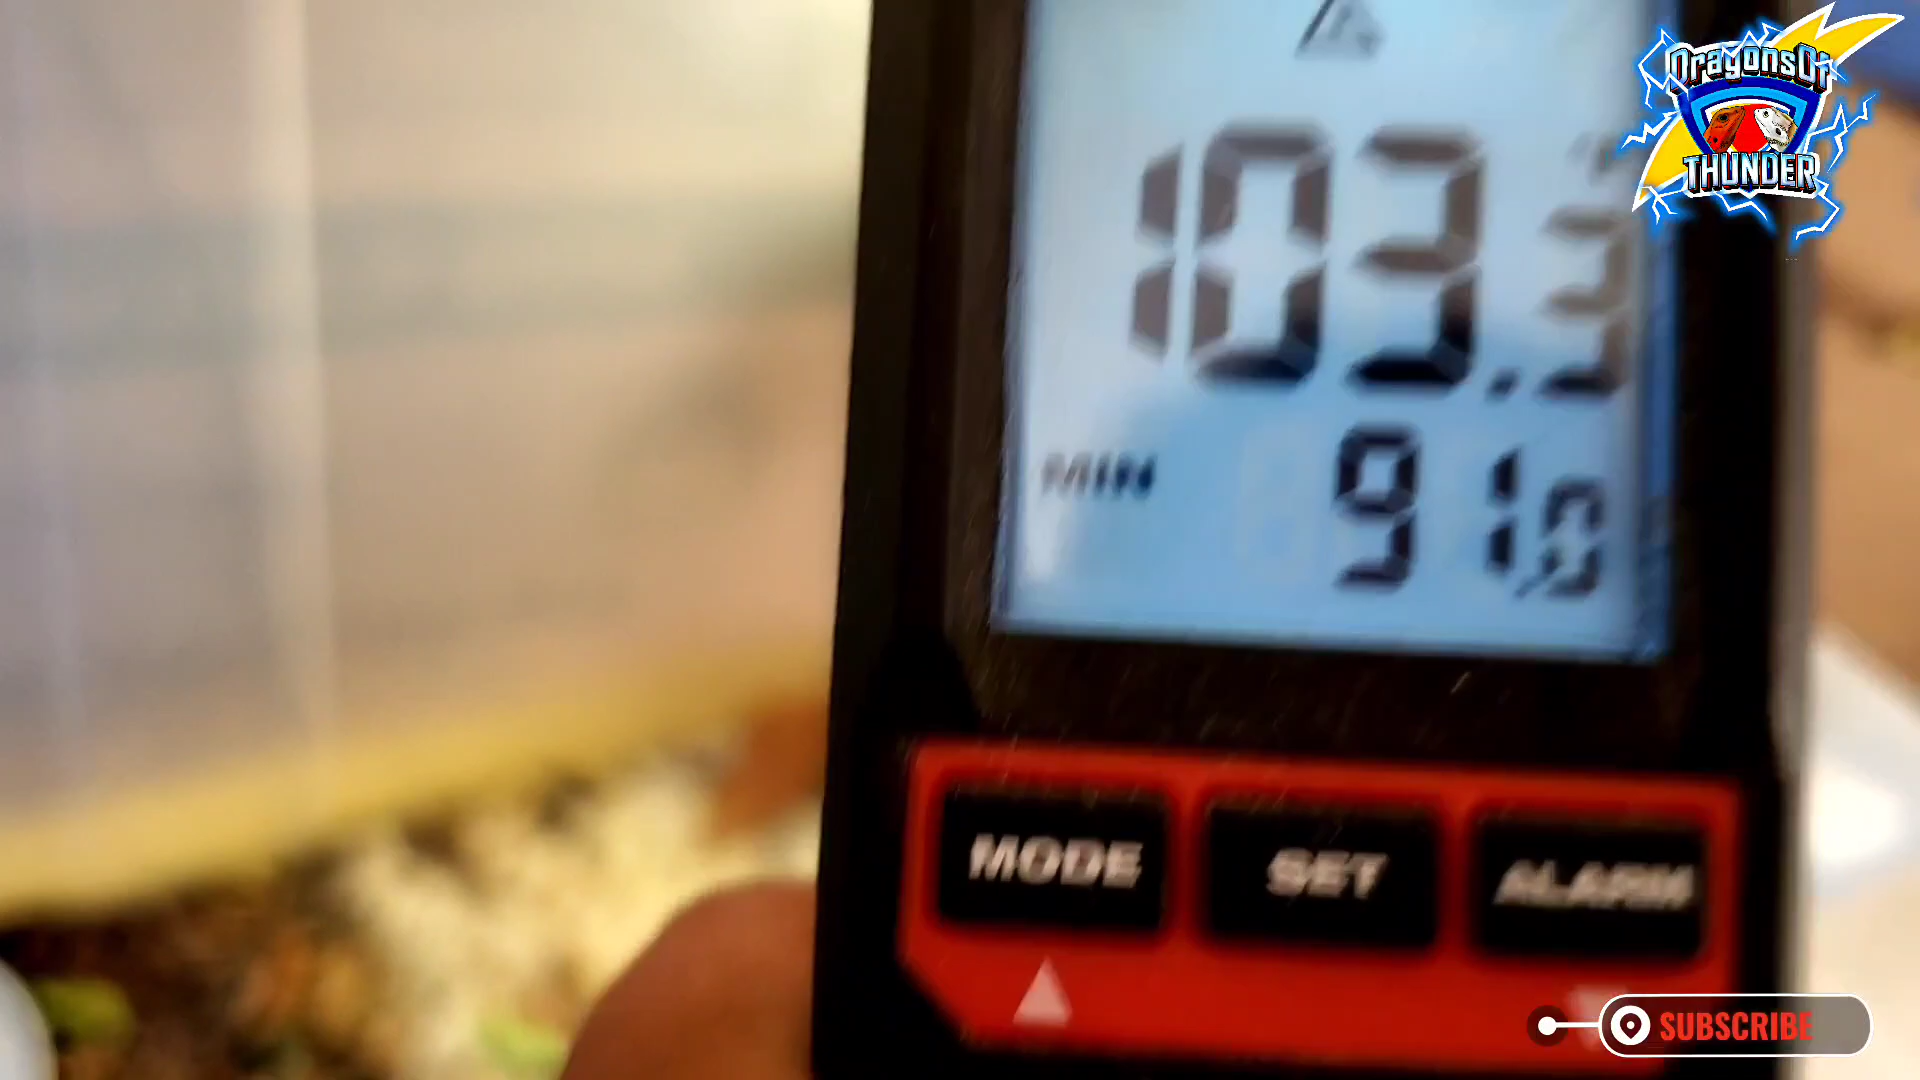 DragonsOf
THUNDER
103.3
MIN 91.0
MODE SET ALARM
SUBSCRIBE